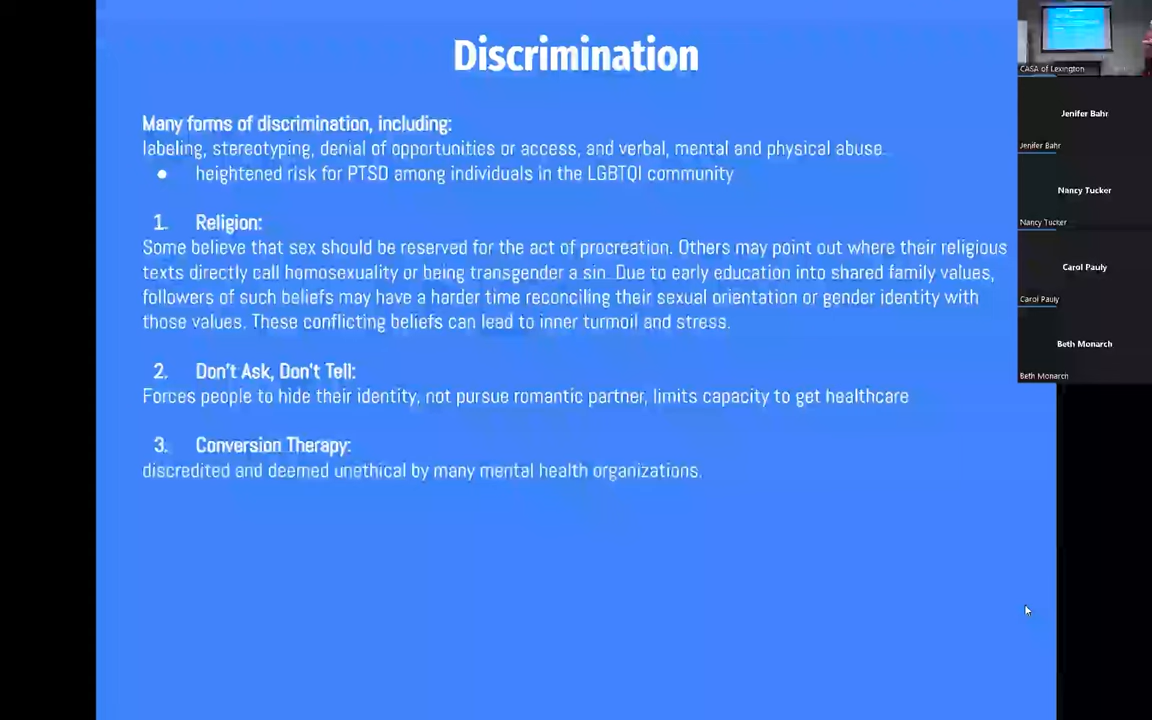 Discrimination
Many forms of discrimination, including:
labeling, stereotyping, denial of opportunities or access, and verbal, mental and physical abuse.
● heightened risk for PTSD among individuals in the LGBTQI community
1. Religion:
Some believe that sex should be reserved for the act of procreation. Others may point out where their religious
texts directly call homosexuality or being transgender a sin. Due to early education into shared family values,
followers of such beliefs may have a harder time reconciling their sexual orientation or gender identity with
those values. These conflicting beliefs can lead to inner turmoil and stress.
2. Don't Ask, Don't Tell:
Forces people to hide their identity, not pursue romantic partner, limits capacity to get healthcare
3. Conversion Therapy:
discredited and deemed unethical by many mental health organizations.
CASA of Lexington
Jenifer Bahr
Jenifer Bahr
Nancy Tucker
Nancy Tucker
Carol Pauly
Carol Pauly
Beth Monarch
Beth Monarch